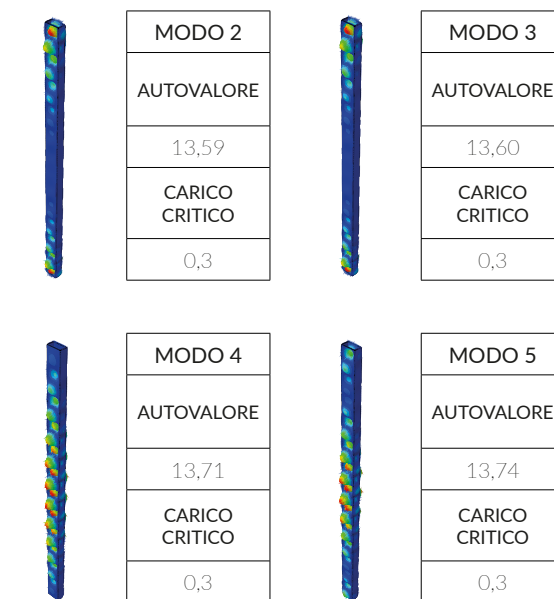 MODO 2
AUTOVALORE
13,59
CARICO
CRITICO
0,3
MODO 3
AUTOVALORE
13,60
CARICO
CRITICO
0,3
MODO 4
AUTOVALORE
13,71
CARICO
CRITICO
0,3
MODO 5
AUTOVALORE
13,74
CARICO
CRITICO
0,3